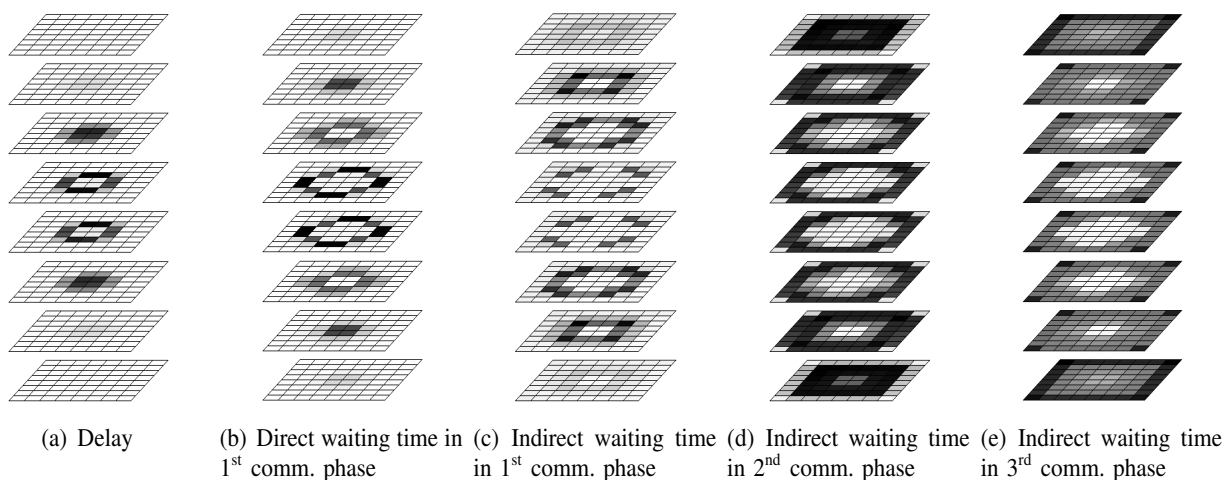 (a) Delay
(b) Direct waiting time in
1st comm. phase
(c) Indirect waiting time
in 1st comm. phase
(d) Indirect waiting time
in 2nd comm. phase
(e) Indirect waiting time
in 3rd comm. phase